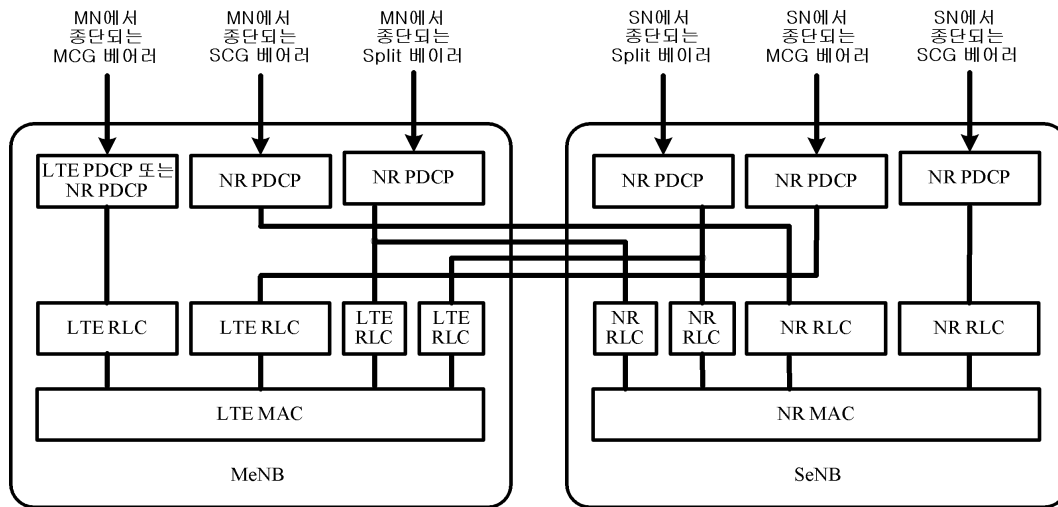 MN에서
종단되는
MCG 베어러
MN에서
종단되는
SCG 베어러
MN에서
종단되는
Split 베이러
SN에서
종단되는
Split 베이러
SN에서
종단되는
MCG 베어러
SN에서
종단되는
SCG 베어러
LTE PDCP 또는
NR PDCP
NR PDCP
NR PDCP
NR PDCP
NR PDCP
NR PDCP
LTE RLC
LTE RLC
LTE
RLC
LTE
RLC
NR
RLC
NR
RLC
NR RLC
NR RLC
LTE MAC
NR MAC
MeNB
SeNB